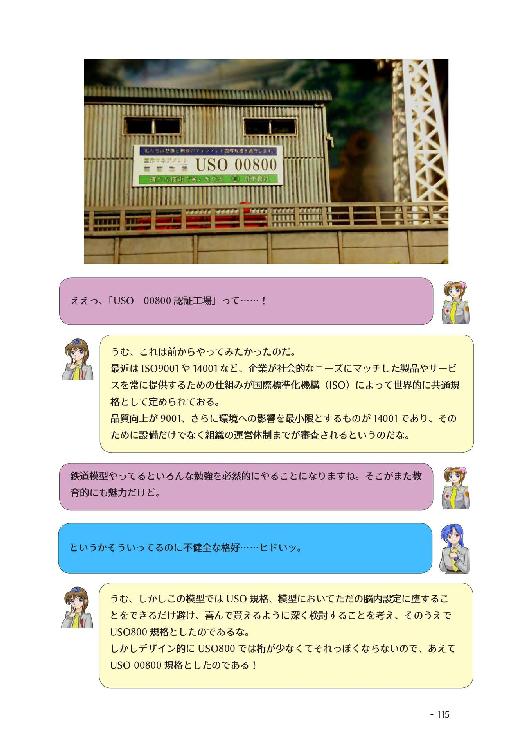 USO 00800
ええっ、「USO　00800 認証工場」って……！
うむ、これは前からやってみたかったのだ。
最近は ISO9001 や 14001 など、企業が社会的なニーズにマッチした製品やサービ
スを常に提供するための仕組みが国際標準化機構（ISO）によって世界的に共通規
格として定められておる。
品質向上が 9001、さらに環境への影響を最小限とするものが 14001 であり、その
ために設備だけでなく組織の運営体制までが審査されるというのだな。
鉄道模型やってるといろんな勉強を必然的にやることになりますね。そこがまた教
育的にも魅力だけど。
というかそういってるのに不健全な格好……ヒドいッ。
うむ、しかしこの模型では USO 規格、模型においてただの脳内設定に堕するこ
とをできるだけ避け、喜んで貰えるように深く検討することを考え、そのうえで
USO800 規格としたのであるな。
しかしデザイン的に USO800 では桁が少なくてそれっぽくならないので、あえて
USO 00800 規格としたのである！
- 115